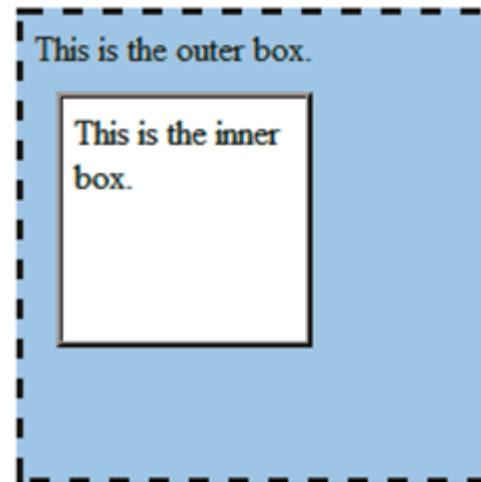 This is the outer box.
This is the inner
box.